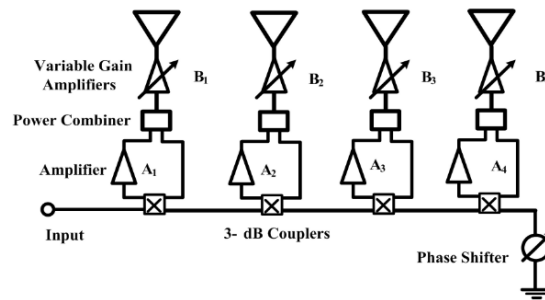 Variable Gain
Amplifiers
B₁
B₂
B₃
B
Power Combiner
Amplifier
A₁
A₂
A₃
A₄
Input
3- dB Couplers
Phase Shifter